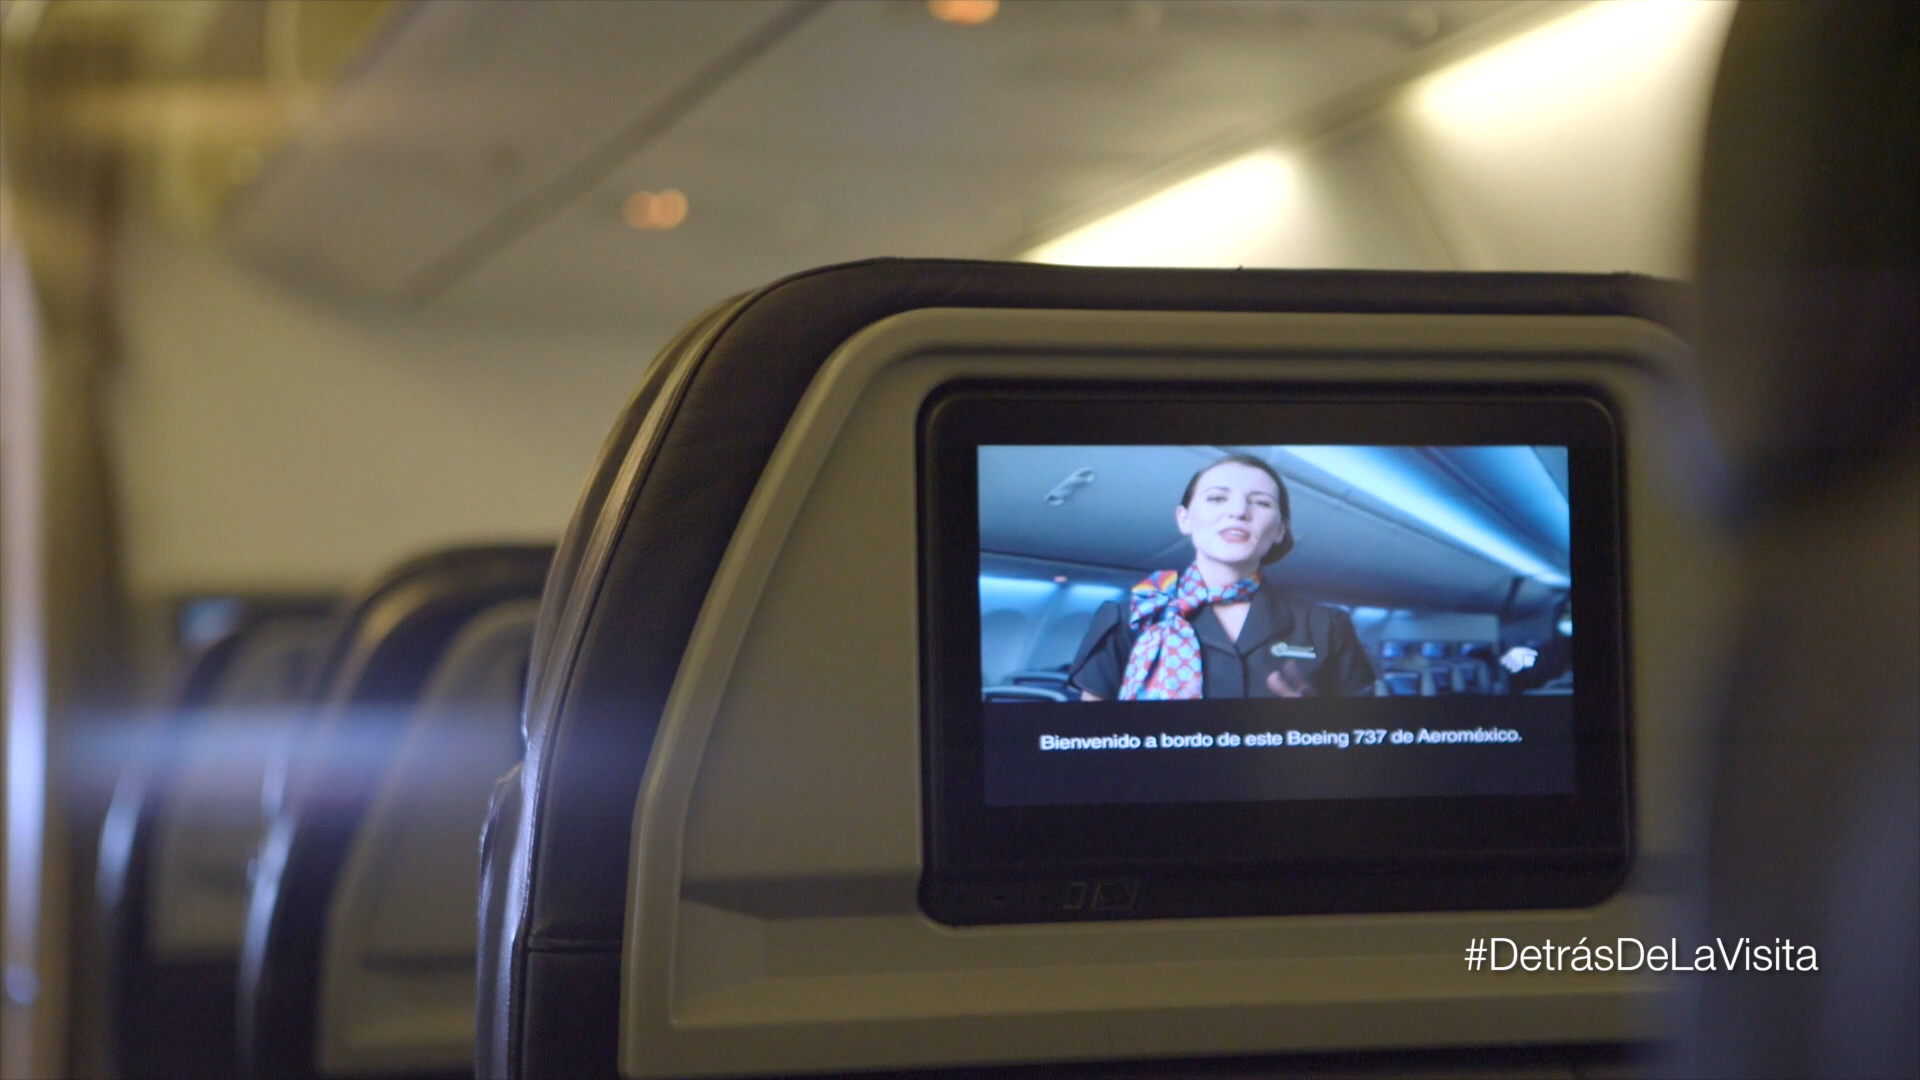 Bienvenido a bordo de este Boeing 737 de Aeroméxico.
#DetrásDeLaVisita